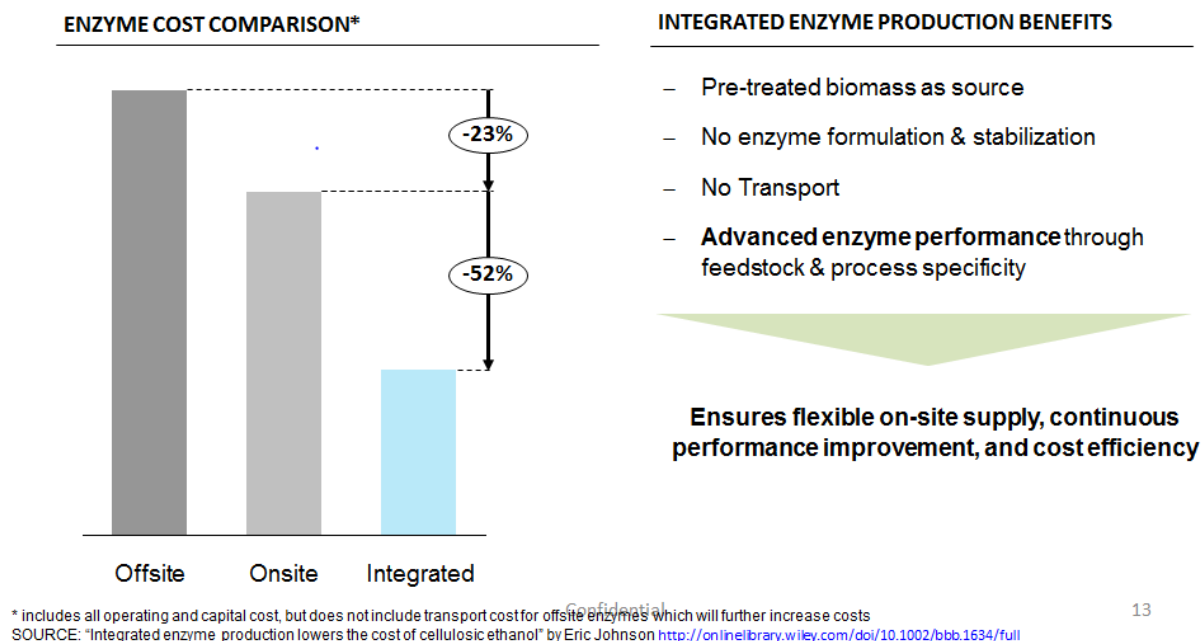 ENZYME COST COMPARISON*
-23%
-52%
Offsite Onsite Integrated
INTEGRATED ENZYME PRODUCTION BENEFITS
– Pre-treated biomass as source
– No enzyme formulation & stabilization
– No Transport
– Advanced enzyme performance through
feedstock & process specificity
Ensures flexible on-site supply, continuous
performance improvement, and cost efficiency
* includes all operating and capital cost, but does not include transport cost for offsite enzymes which will further increase costs
Confidential
13
SOURCE: "Integrated enzyme production lowers the cost of cellulosic ethanol" by Eric Johnson http://onlinelibrary.wiley.com/doi/10.1002/bbb.1634/full